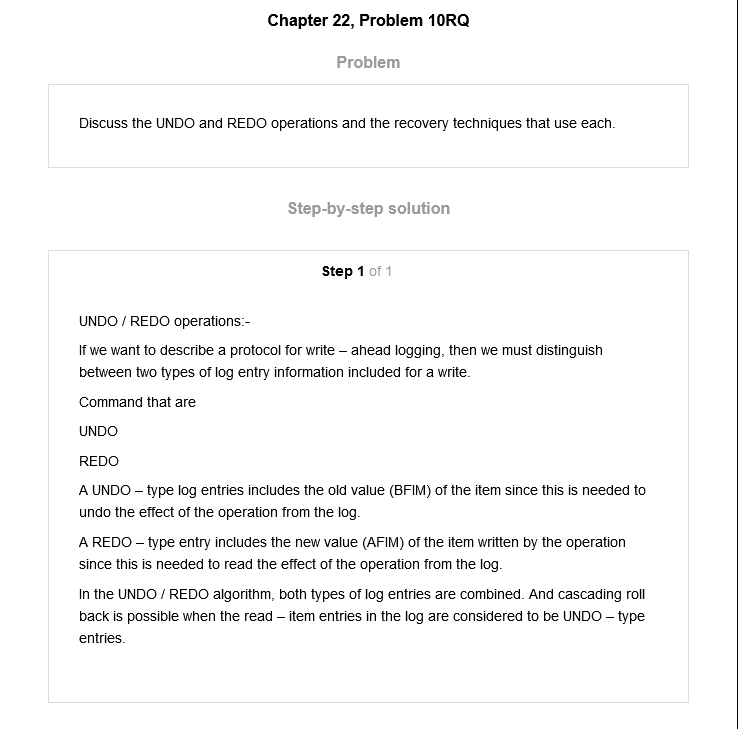 Chapter 22, Problem 10RQ
Problem
Discuss the UNDO and REDO operations and the recovery techniques that use each.
Step-by-step solution
Step 1 of 1
UNDO / REDO operations:-
If we want to describe a protocol for write – ahead logging, then we must distinguish
between two types of log entry information included for a write.
Command that are
UNDO
REDO
A UNDO – type log entries includes the old value (BFIM) of the item since this is needed to
undo the effect of the operation from the log.
A REDO – type entry includes the new value (AFIM) of the item written by the operation
since this is needed to read the effect of the operation from the log.
In the UNDO / REDO algorithm, both types of log entries are combined. And cascading roll
back is possible when the read – item entries in the log are considered to be UNDO – type
entries.